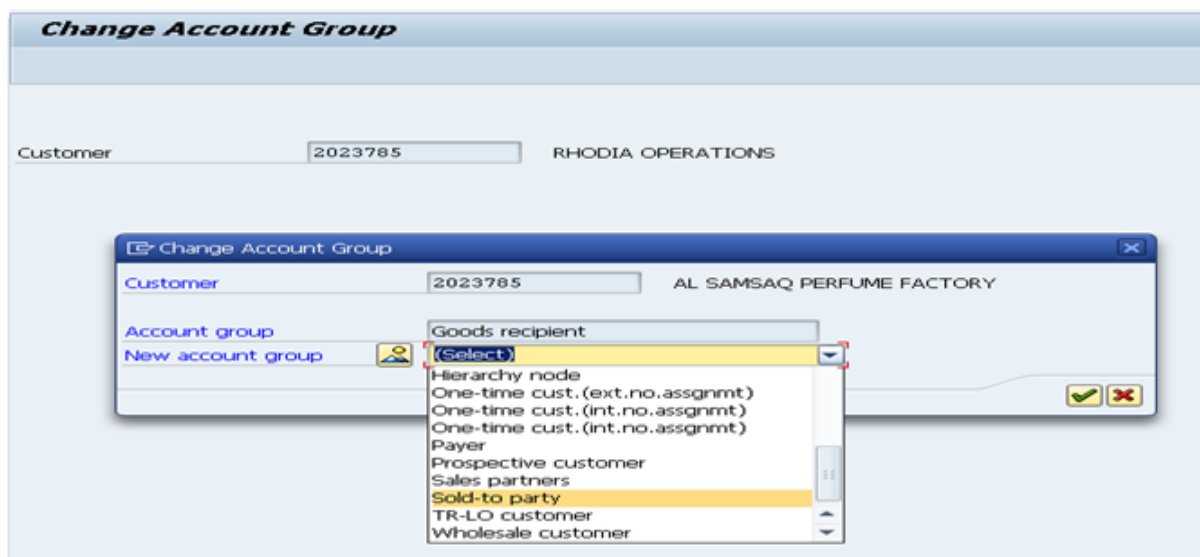 Change Account Group
Customer 2023785 RHODIA OPERATIONS
Change Account Group
Customer 2023785 AL SAMSAQ PERFUME FACTORY
Account group Goods recipient
New account group (Select)
Hierarchy node
One-time cust.(ext.no.assgnmt)
One-time cust.(int.no.assgnmt)
One-time cust.(int.no.assgnmt)
Payer
Prospective customer
Sales partners
Sold-to party
TR-LO customer
Wholesale customer